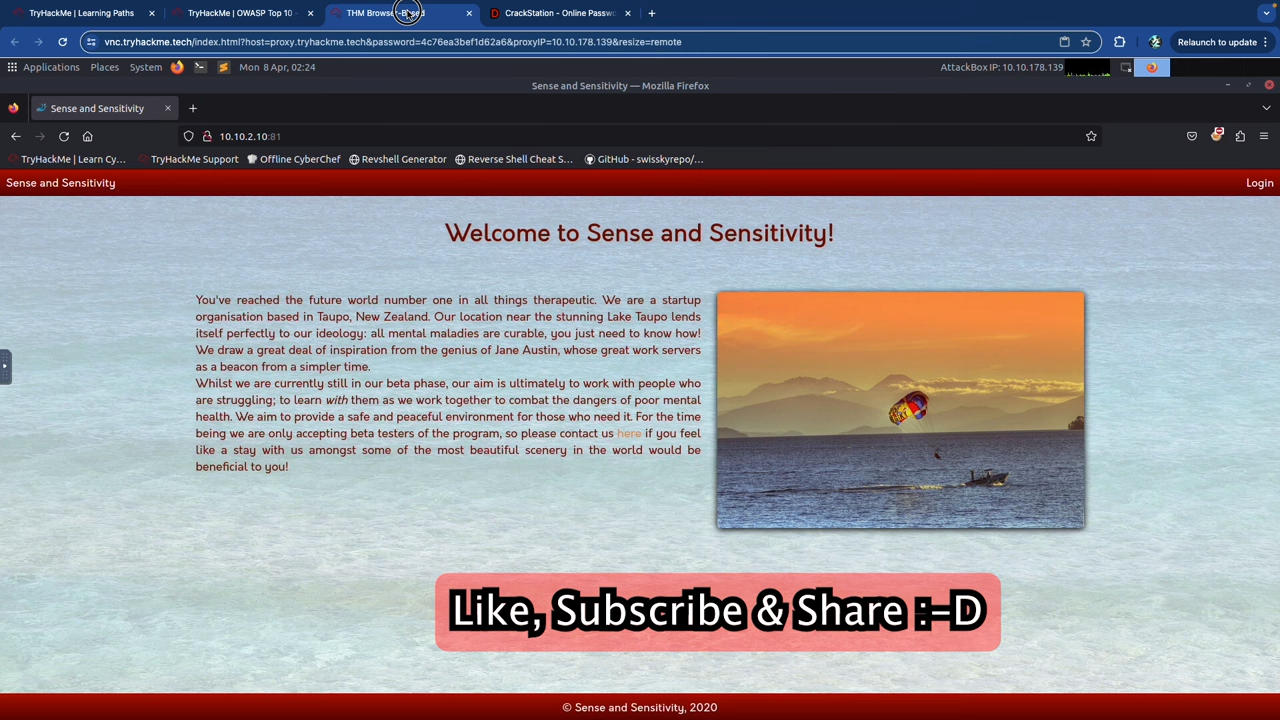 TryHackMe | Learning Paths
TryHackMe | OWASP Top 10 -
THM Browser-Based
CrackStation - Online Passwo
vnc.tryhackme.tech/index.html?host=proxy.tryhackme.tech&password=4c76ea3bef1d62a6&proxyIP=10.10.178.139&resize=remote
Relaunch to update
Applications Places System
Mon 8 Apr, 02:24
AttackBox IP: 10.10.178.139
Sense and Sensitivity — Mozilla Firefox
Sense and Sensitivity
10.10.2.10:81
TryHackMe | Learn Cy…
TryHackMe Support
Offline CyberChef
Revshell Generator
Reverse Shell Cheat S…
GitHub - swisskyrepo/…
Sense and Sensitivity
Login
Welcome to Sense and Sensitivity!
You've reached the future world number one in all things therapeutic. We are a startup
organisation based in Taupo, New Zealand. Our location near the stunning Lake Taupo lends
itself perfectly to our ideology: all mental maladies are curable, you just need to know how!
We draw a great deal of inspiration from the genius of Jane Austin, whose great work servers
as a beacon from a simpler time.
Whilst we are currently still in our beta phase, our aim is ultimately to work with people who
are struggling; to learn with them as we work together to combat the dangers of poor mental
health. We aim to provide a safe and peaceful environment for those who need it. For the time
being we are only accepting beta testers of the program, so please contact us here if you feel
like a stay with us amongst some of the most beautiful scenery in the world would be
beneficial to you!
Like, Subscribe & Share :-D
© Sense and Sensitivity, 2020